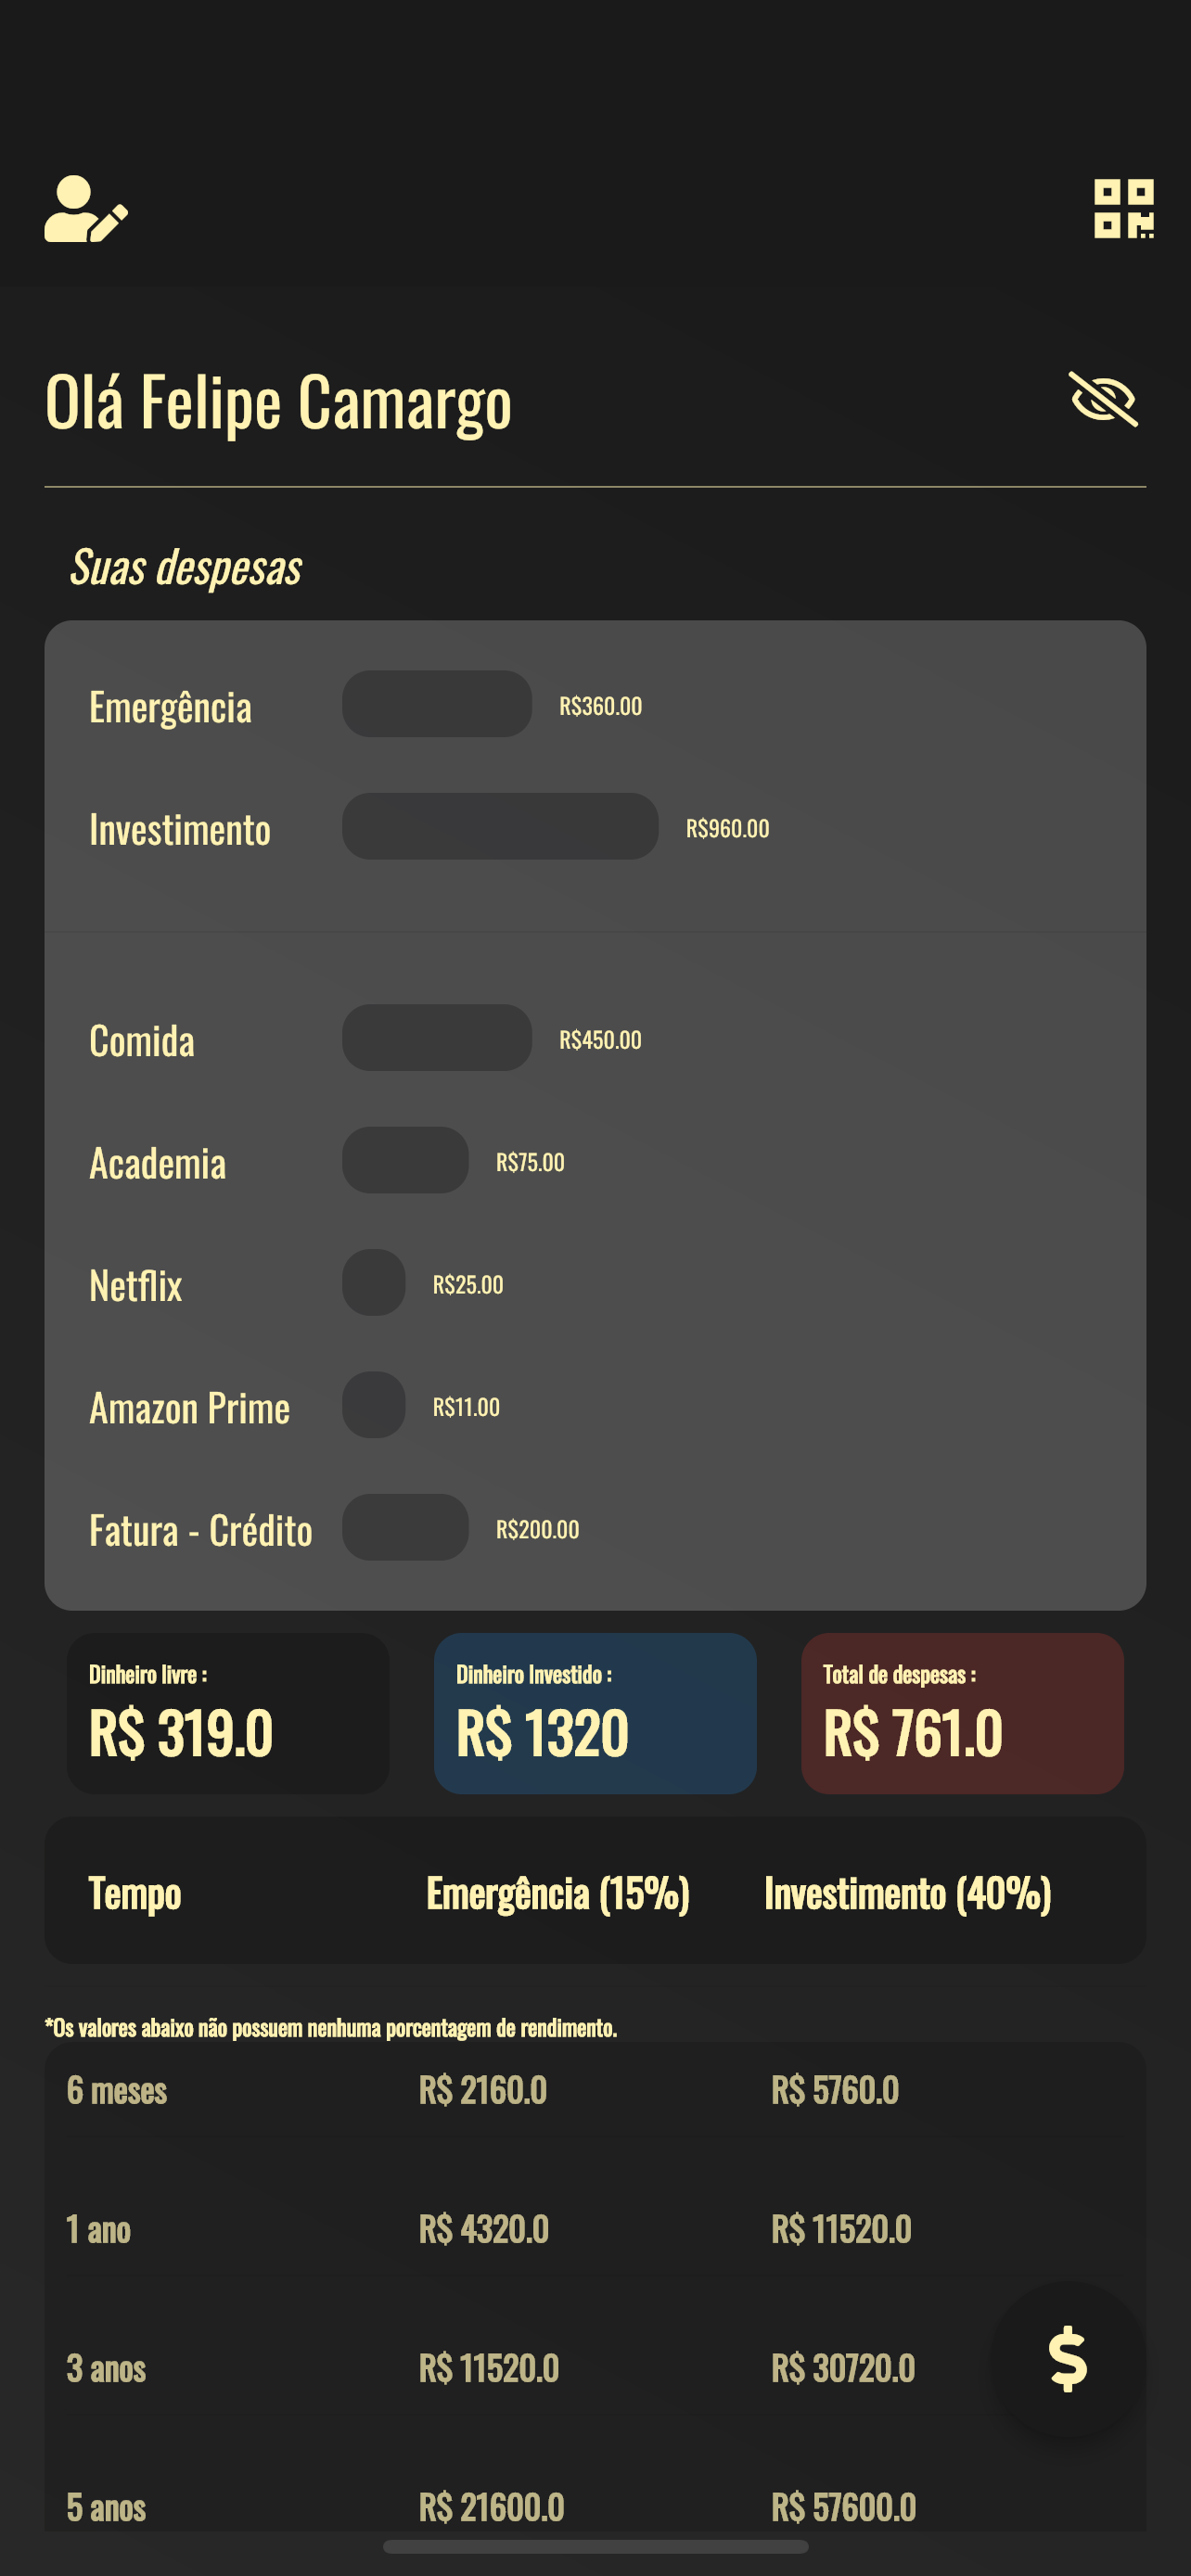 Olá Felipe Camargo
Suas despesas
Emergência R$360.00
Investimento R$960.00
Comida R$450.00
Academia R$75.00
Netflix R$25.00
Amazon Prime R$11.00
Fatura - Crédito R$200.00
Dinheiro livre : Dinheiro Investido : Total de despesas :
R$ 319.0 R$ 1320 R$ 761.0
Tempo Emergência (15%) Investimento (40%)
*Os valores abaixo não possuem nenhuma porcentagem de rendimento.
6 meses R$ 2160.0 R$ 5760.0
1 ano R$ 4320.0 R$ 11520.0
3 anos R$ 11520.0 R$ 30720.0
$
5 anos R$ 21600.0 R$ 57600.0